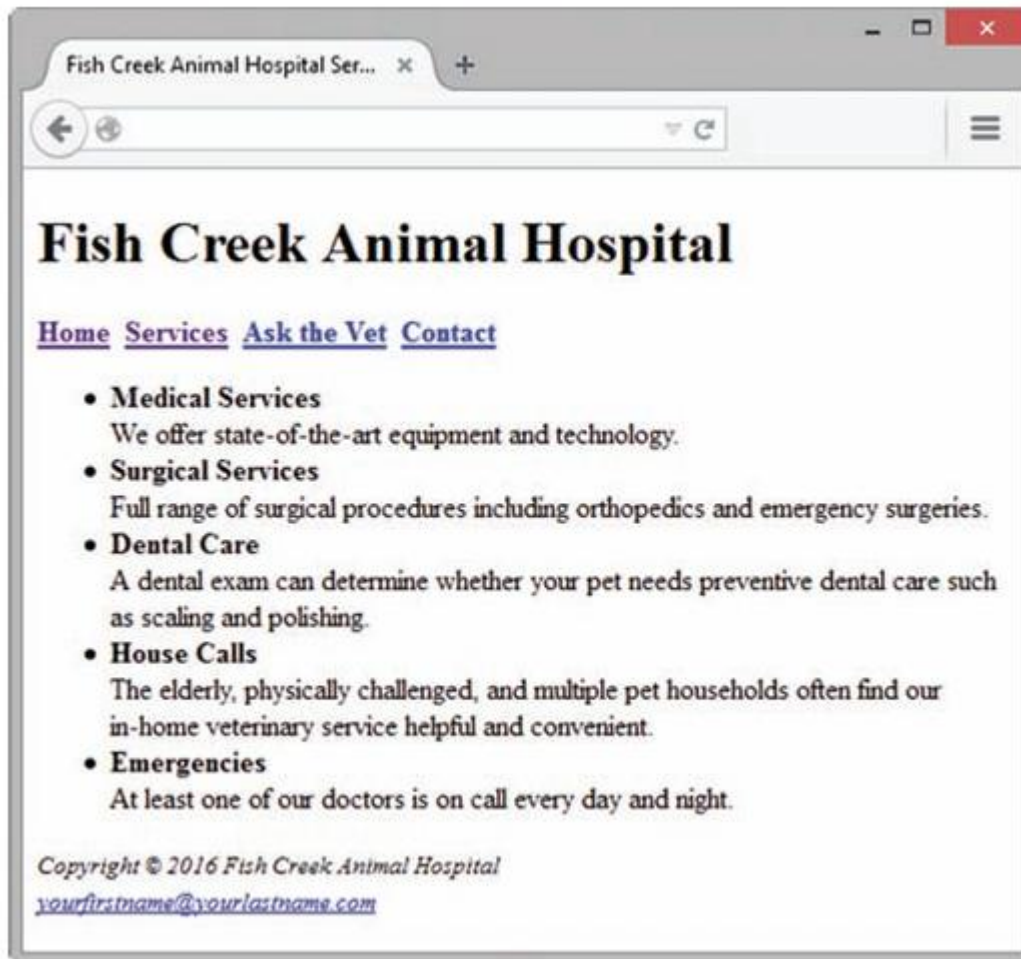 Fish Creek Animal Hospital Ser...
Fish Creek Animal Hospital
Home Services Ask the Vet Contact
Medical Services
We offer state-of-the-art equipment and technology.
Surgical Services
Full range of surgical procedures including orthopedics and emergency surgeries.
Dental Care
A dental exam can determine whether your pet needs preventive dental care such
as scaling and polishing.
House Calls
The elderly, physically challenged, and multiple pet households often find our
in-home veterinary service helpful and convenient.
Emergencies
At least one of our doctors is on call every day and night.
Copyright © 2016 Fish Creek Animal Hospital
yourfirstname@yourlastname.com